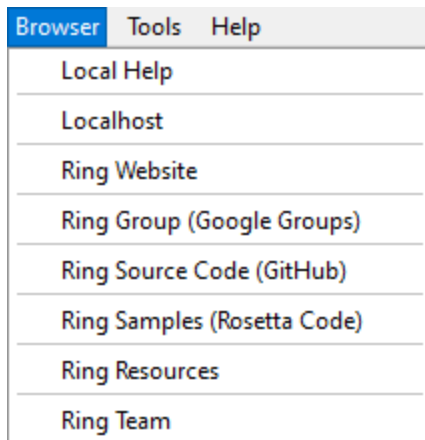 Browser Tools Help
Local Help
Localhost
Ring Website
Ring Group (Google Groups)
Ring Source Code (GitHub)
Ring Samples (Rosetta Code)
Ring Resources
Ring Team